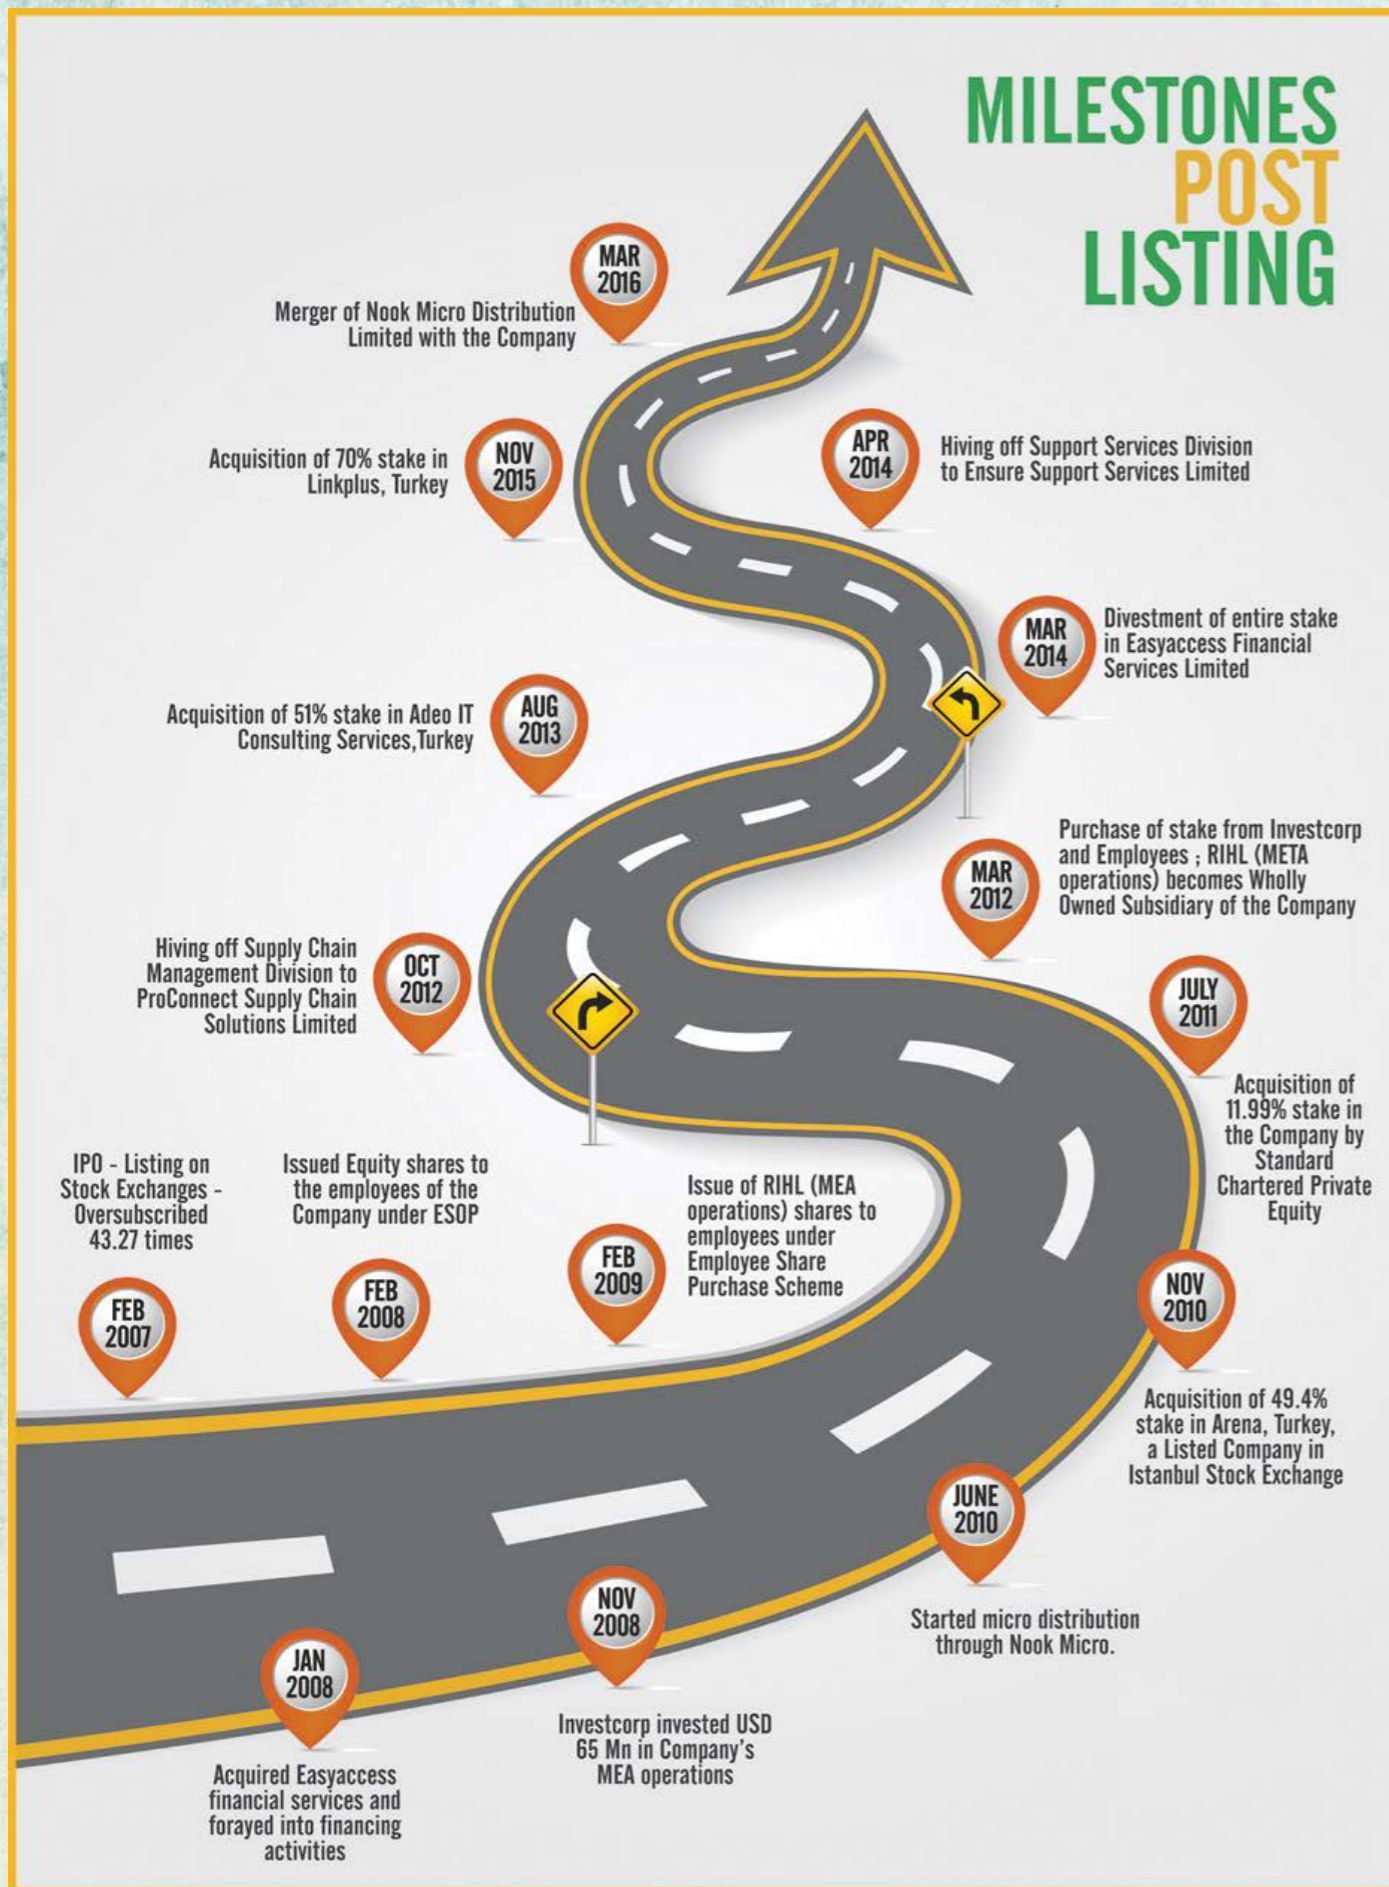 MILESTONES
POST
LISTING
MAR
2016
Merger of Nook Micro Distribution
Limited with the Company
NOV
2015
Acquisition of 70% stake in
Linkplus, Turkey
APR
2014
Hiving off Support Services Division
to Ensure Support Services Limited
MAR
2014
Divestment of entire stake
in Easyaccess Financial
Services Limited
AUG
2013
Acquisition of 51% stake in Adeo IT
Consulting Services,Turkey
MAR
2012
Purchase of stake from Investcorp
and Employees ; RIHL (META
operations) becomes Wholly
Owned Subsidiary of the Company
OCT
2012
Hiving off Supply Chain
Management Division to
ProConnect Supply Chain
Solutions Limited
JULY
2011
Acquisition of
11.99% stake in
the Company by
Standard
Chartered Private
Equity
IPO - Listing on
Stock Exchanges -
Oversubscribed
43.27 times
FEB
2007
Issued Equity shares to
the employees of the
Company under ESOP
FEB
2008
FEB
2009
Issue of RIHL (MEA
operations) shares to
employees under
Employee Share
Purchase Scheme
NOV
2010
Acquisition of 49.4%
stake in Arena, Turkey,
a Listed Company in
Istanbul Stock Exchange
JUNE
2010
Started micro distribution
through Nook Micro.
NOV
2008
Investcorp invested USD
65 Mn in Company's
MEA operations
JAN
2008
Acquired Easyaccess
financial services and
forayed into financing
activities